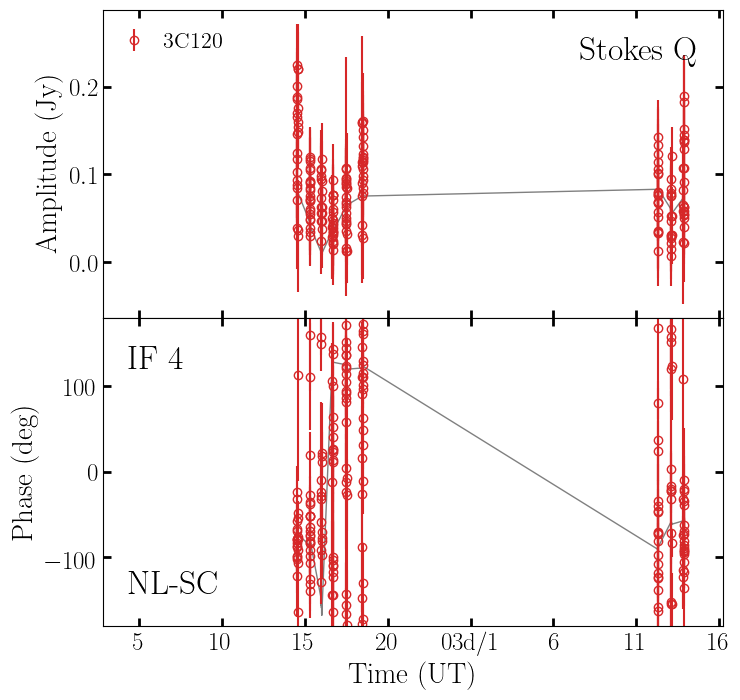 3C120
Stokes Q
0.2
0.1
0.0
Amplitude (Jy)
IF 4
100
0
−100
Phase (deg)
NL-SC
5 10 15 20 03d/1 6 11 16
Time (UT)